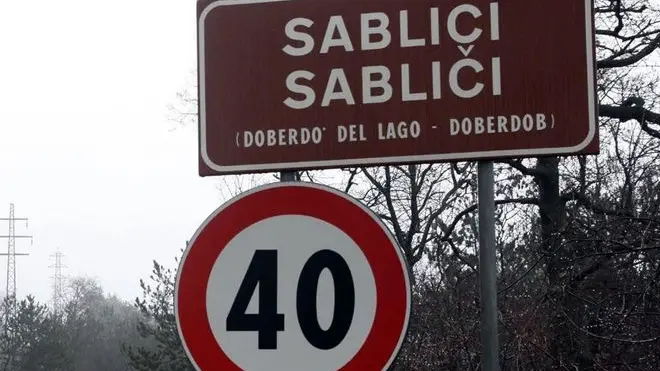 SABLICI
SABLIČI
(DOBERDO' DEL LAGO - DOBERDOB)
40